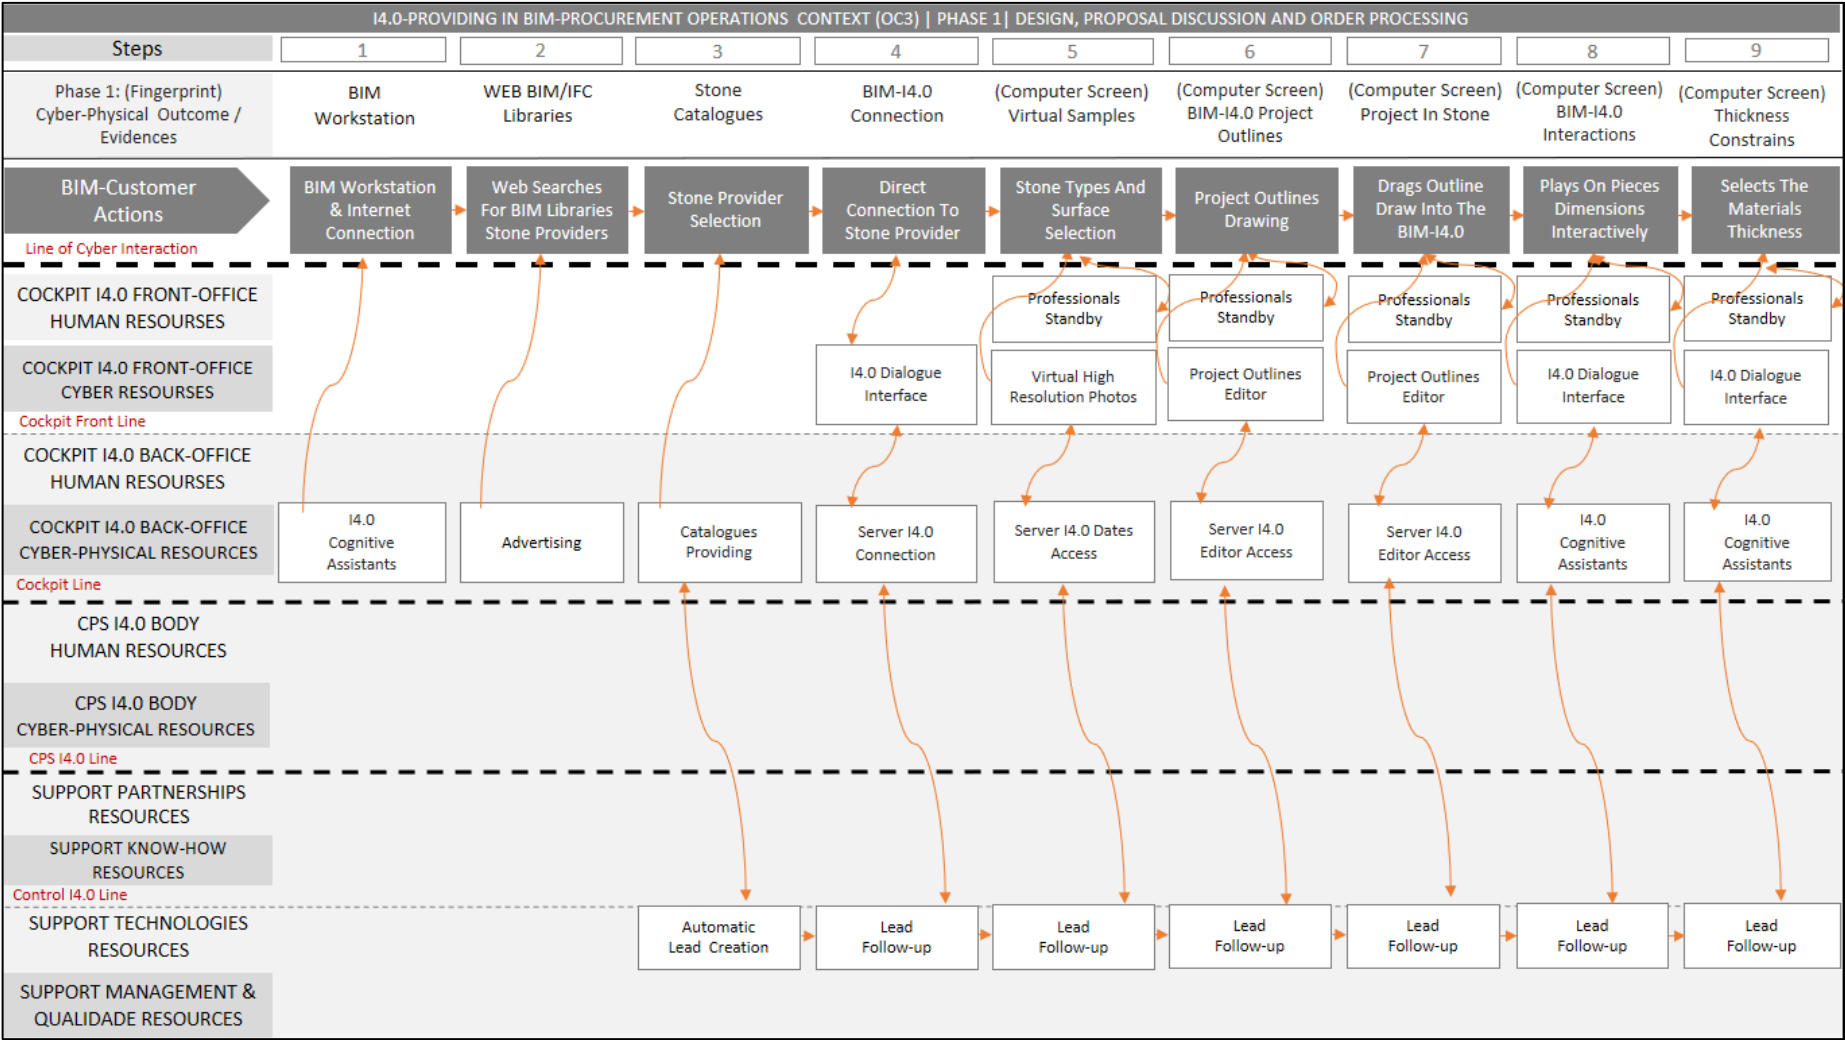 I4.0-PROVIDING IN BIM-PROCUREMENT OPERATIONS CONTEXT (OC3) | PHASE 1| DESIGN, PROPOSAL DISCUSSION AND ORDER PROCESSING
Steps
1
2
3
4
5
6
7
8
9
Phase 1: (Fingerprint)
Cyber-Physical Outcome /
Evidences
BIM
Workstation
WEB BIM/IFC
Libraries
Stone
Catalogues
BIM-I4.0
Connection
(Computer Screen)
Virtual Samples
(Computer Screen)
BIM-I4.0 Project
Outlines
(Computer Screen)
Project In Stone
(Computer Screen)
BIM-I4.0
Interactions
(Computer Screen)
Thickness
Constrains
BIM-Customer
Actions
BIM Workstation
& Internet
Connection
Web Searches
For BIM Libraries
Stone Providers
Stone Provider
Selection
Direct
Connection To
Stone Provider
Stone Types And
Surface
Selection
Project Outlines
Drawing
Drags Outline
Draw Into The
BIM-I4.0
Plays On Pieces
Dimensions
Interactively
Selects The
Materials
Thickness
Line of Cyber Interaction
COCKPIT I4.0 FRONT-OFFICE
HUMAN RESOURSES
Professionals
Standby
Professionals
Standby
Professionals
Standby
Professionals
Standby
Professionals
Standby
COCKPIT I4.0 FRONT-OFFICE
CYBER RESOURSES
I4.0 Dialogue
Interface
Virtual High
Resolution Photos
Project Outlines
Editor
Project Outlines
Editor
I4.0 Dialogue
Interface
I4.0 Dialogue
Interface
Cockpit Front Line
COCKPIT I4.0 BACK-OFFICE
HUMAN RESOURSES
COCKPIT I4.0 BACK-OFFICE
CYBER-PHYSICAL RESOURCES
I4.0
Cognitive
Assistants
Advertising
Catalogues
Providing
Server I4.0
Connection
Server I4.0 Dates
Access
Server I4.0
Editor Access
Server I4.0
Editor Access
I4.0
Cognitive
Assistants
I4.0
Cognitive
Assistants
Cockpit Line
CPS I4.0 BODY
HUMAN RESOURCES
CPS I4.0 BODY
CYBER-PHYSICAL RESOURCES
CPS I4.0 Line
SUPPORT PARTNERSHIPS
RESOURCES
SUPPORT KNOW-HOW
RESOURCES
Control I4.0 Line
SUPPORT TECHNOLOGIES
RESOURCES
Automatic
Lead Creation
Lead
Follow-up
Lead
Follow-up
Lead
Follow-up
Lead
Follow-up
Lead
Follow-up
Lead
Follow-up
SUPPORT MANAGEMENT &
QUALIDADE RESOURCES